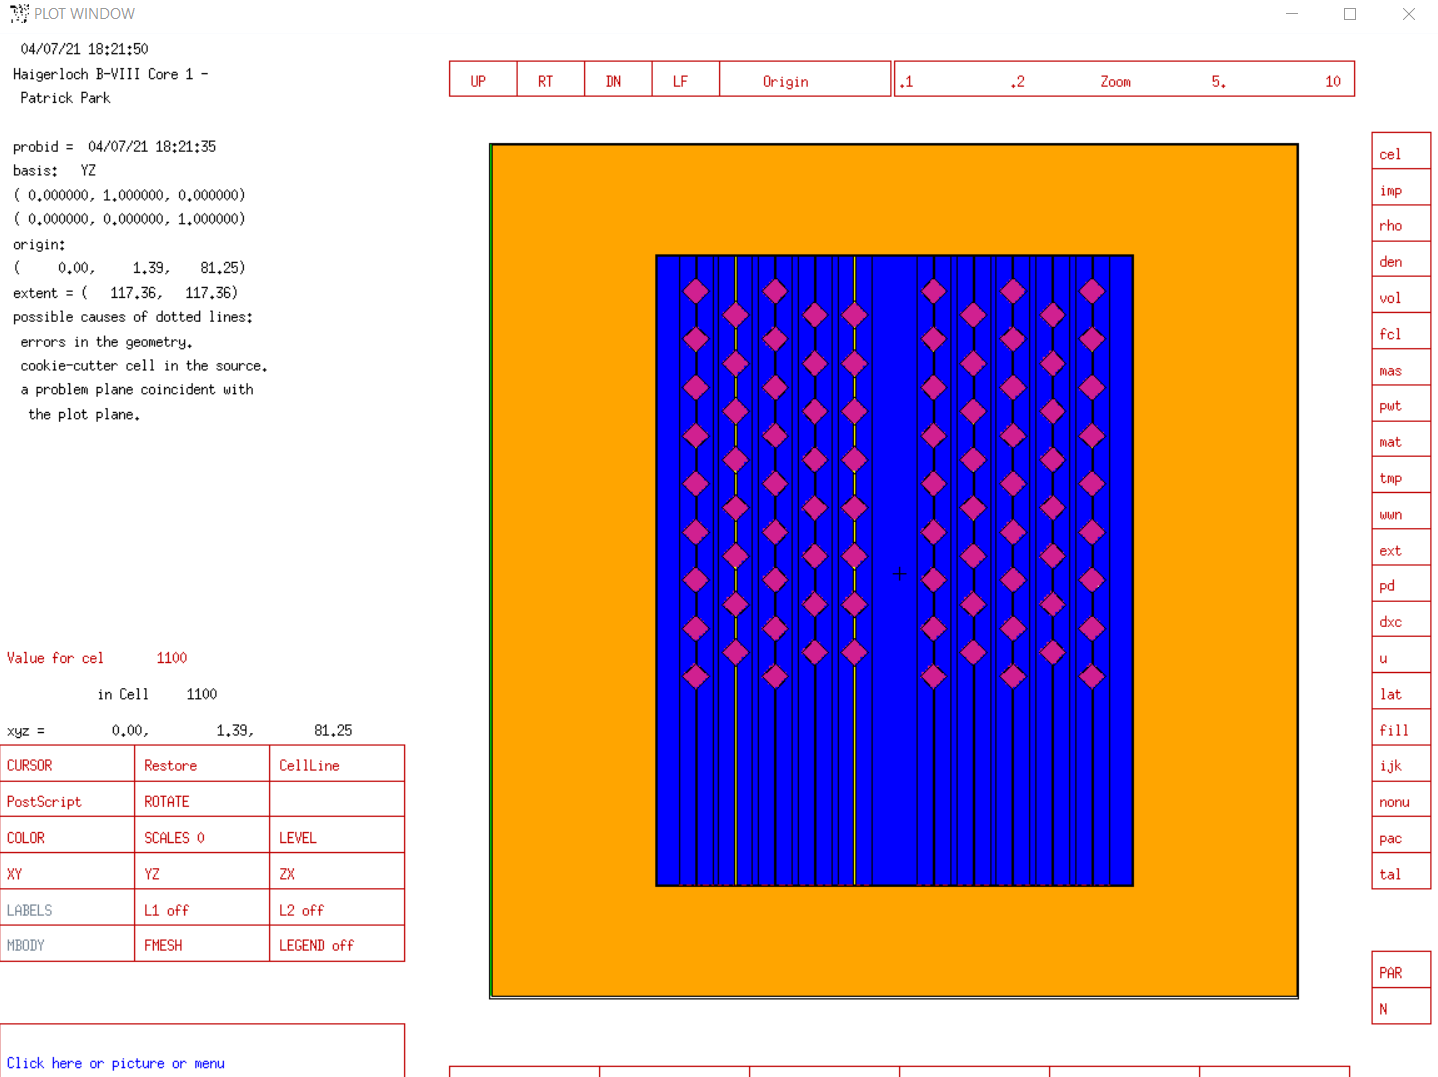 PLOT WINDOW
04/07/21 18:21:50
Haigerloch B-VIII Core 1 -
Patrick Park
probid = 04/07/21 18:21:35
basis: YZ
( 0.000000, 1.000000, 0.000000)
( 0.000000, 0.000000, 1.000000)
origin:
( 0.00, 1.39, 81.25)
extent = ( 117.36, 117.36)
possible causes of dotted lines:
errors in the geometry.
cookie-cutter cell in the source.
a problem plane coincident with
the plot plane.
UP RT DN LF Origin .1 .2 Zoom 5. 10
cel
imp
rho
den
vol
fcl
mas
pwt
mat
tmp
wwn
ext
pd
dxc
u
lat
fill
ijk
nonu
pac
tal
PAR
N
Value for cel 1100
in Cell 1100
xyz = 0.00, 1.39, 81.25
CURSOR Restore CellLine
PostScript ROTATE
COLOR SCALES 0 LEVEL
XY YZ ZX
LABELS L1 off L2 off
MBODY FMESH LEGEND off
Click here or picture or menu